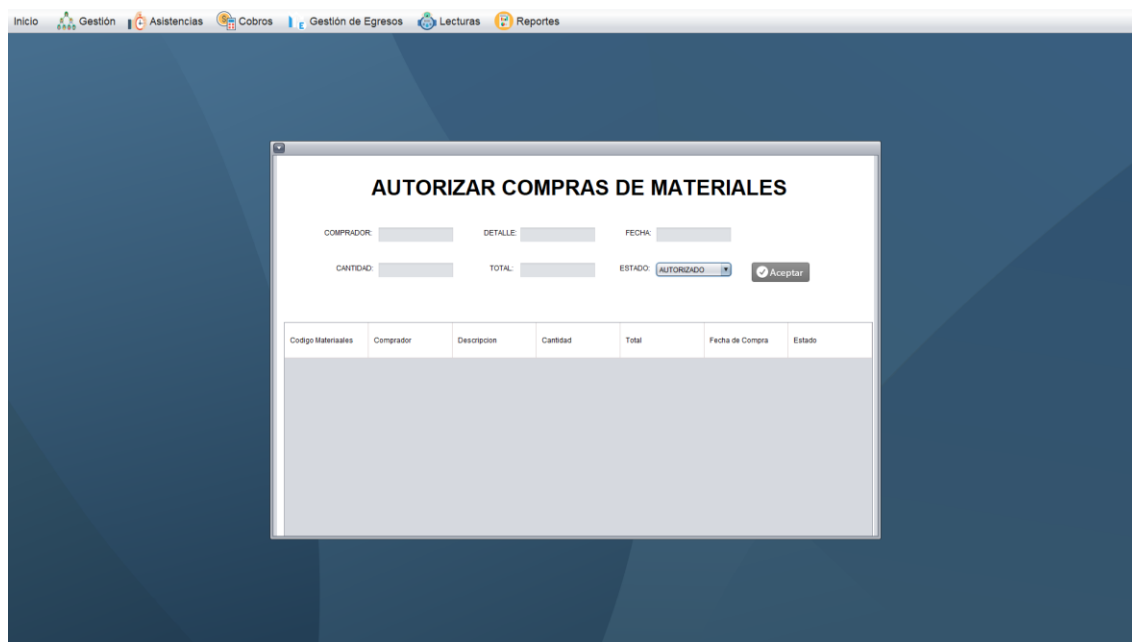 Inicio Gestión Asistencias Cobros Gestión de Egresos Lecturas Reportes
AUTORIZAR COMPRAS DE MATERIALES
COMPRADOR: DETALLE: FECHA:
CANTIDAD: TOTAL: ESTADO: AUTORIZADO Aceptar
Codigo Materiaales Comprador Descripcion Cantidad Total Fecha de Compra Estado